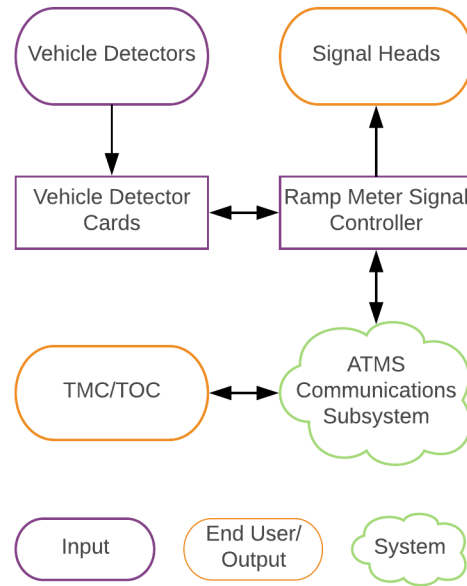 Vehicle Detectors
Signal Heads
Vehicle Detector
Cards
Ramp Meter Signal
Controller
TMC/TOC
ATMS
Communications
Subsystem
Input
End User/
Output
System